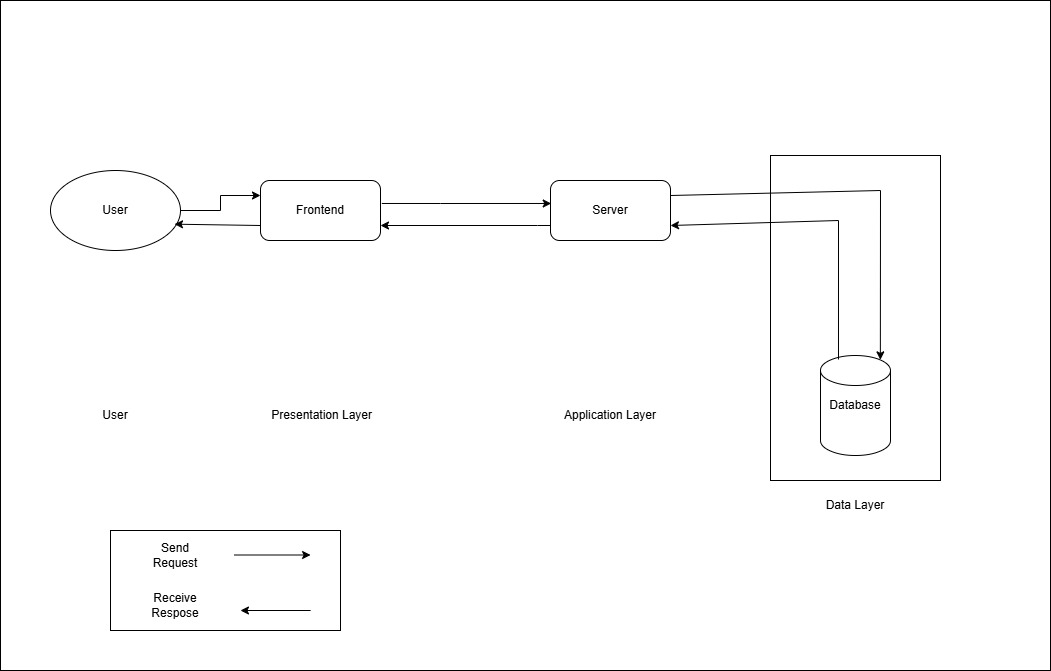 User
Frontend
Server
Database
User
Presentation Layer
Application Layer
Data Layer
Send
Request
Receive
Respose